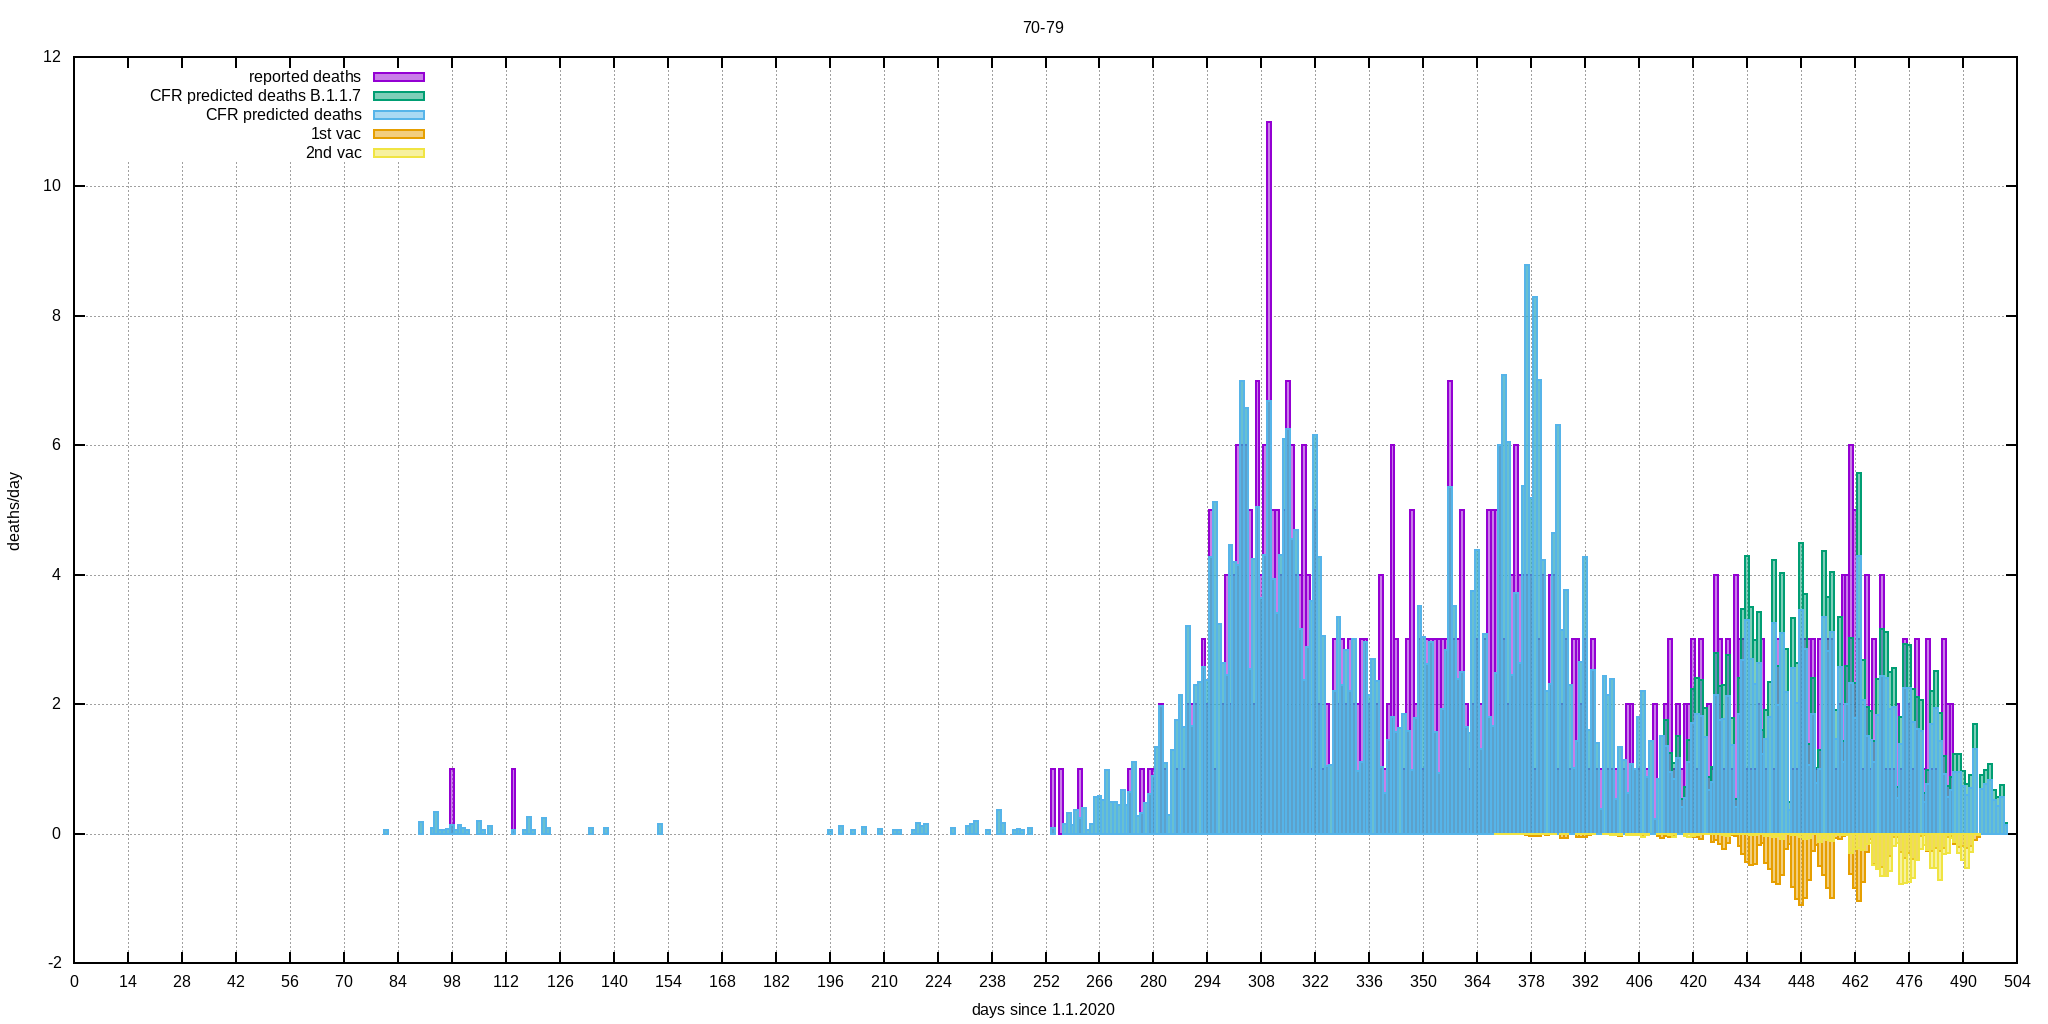 70-79
reported deaths
CFR predicted deaths B.1.1.7
CFR predicted deaths
1st vac
2nd vac
12
10
8
6
4
2
0
-2
deaths/day
0 14 28 42 56 70 84 98 112 126 140 154 168 182 196 210 224 238 252 266 280 294 308 322 336 350 364 378 392 406 420 434 448 462 476 490 504
days since 1.1.2020